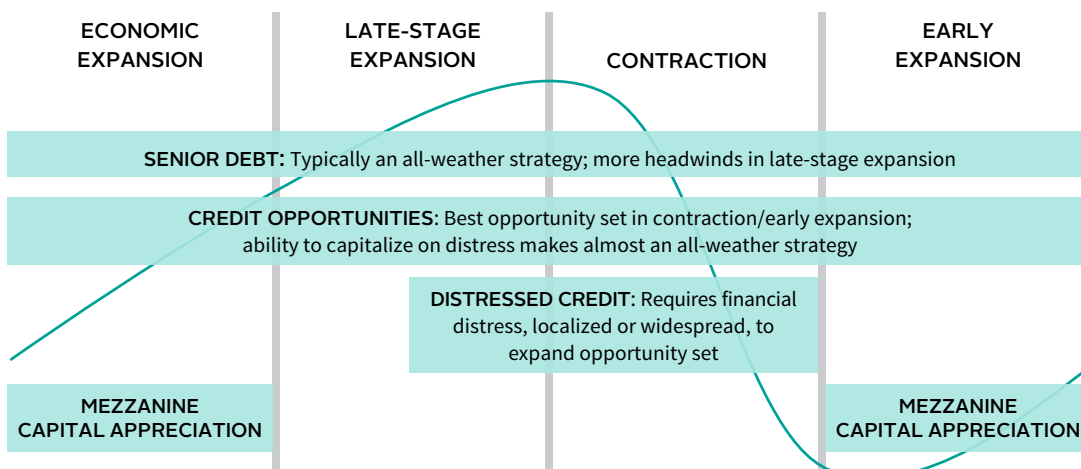 ECONOMIC
EXPANSION
LATE-STAGE
EXPANSION
CONTRACTION
EARLY
EXPANSION
SENIOR DEBT: Typically an all-weather strategy; more headwinds in late-stage expansion
CREDIT OPPORTUNITIES: Best opportunity set in contraction/early expansion;
ability to capitalize on distress makes almost an all-weather strategy
DISTRESSED CREDIT: Requires financial
distress, localized or widespread, to
expand opportunity set
MEZZANINE
CAPITAL APPRECIATION
MEZZANINE
CAPITAL APPRECIATION